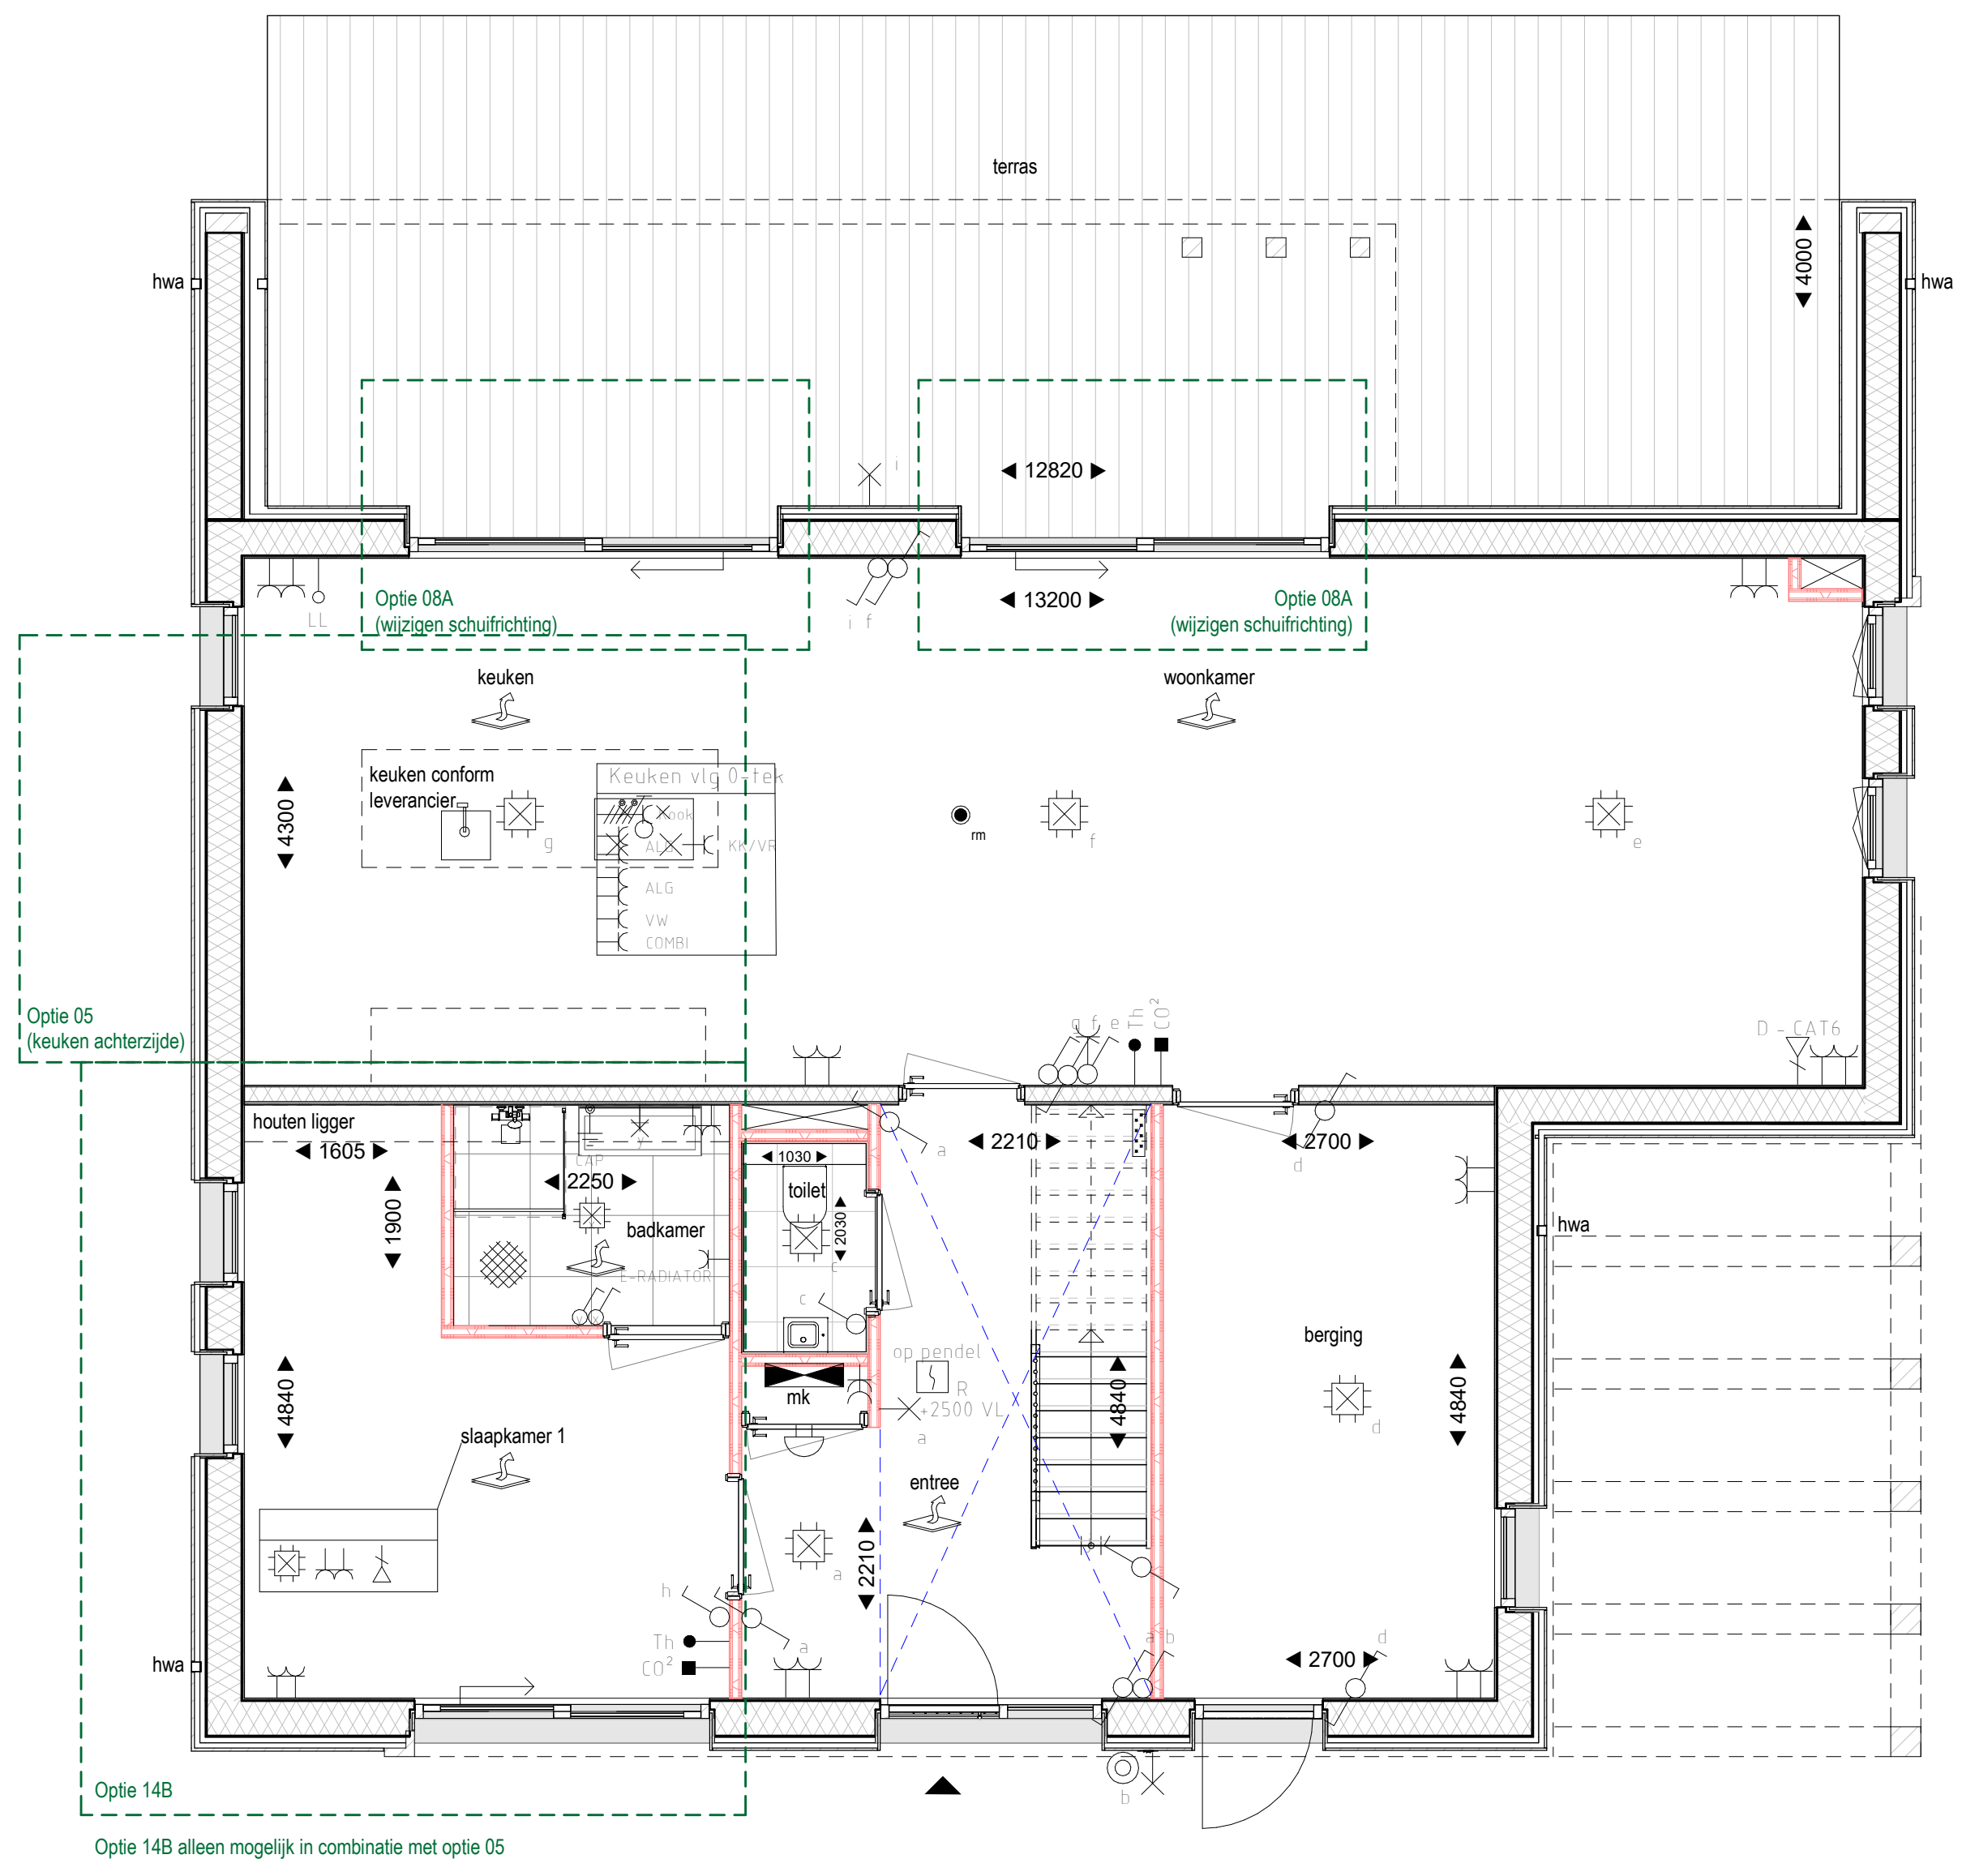 terras
4000
hwa
hwa
12820
i
Optie 08A
(wijzigen schuifrichting)
13200
Optie 08A
(wijzigen schuifrichting)
LL
i f
keuken
woonkamer
keuken conform
leverancier
Keuken vlg 0-tek
Kook
ALG
KK/VR
ALG
VW
COMBI
g
4300
rm
f
e
Optie 05
(keuken achterzijde)
g f e
Th
CO²
D - CAT6
houten ligger
1605
1900
CAP
y
2250
badkamer
E-RADIATOR
y x
1030
toilet
2030
c
c
a
2210
2700
d
hwa
berging
4840
4840
4840
d
op pendel
R
+2500 VL
a
mk
slaapkamer 1
entree
2210
a
h
a
Th
CO²
a b
2700
d
hwa
b
Optie 14B
Optie 14B alleen mogelijk in combinatie met optie 05